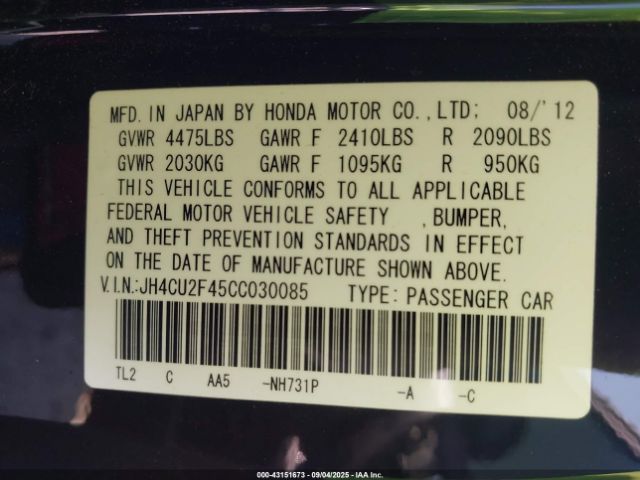 MFD. IN JAPAN BY HONDA MOTOR CO., LTD; 08/'12
GVWR 4475LBS GAWR F 2410LBS R 2090LBS
GVWR 2030KG GAWR F 1095KG R 950KG
THIS VEHICLE CONFORMS TO ALL APPLICABLE
FEDERAL MOTOR VEHICLE SAFETY , BUMPER,
AND THEFT PREVENTION STANDARDS IN EFFECT
ON THE DATE OF MANUFACTURE SHOWN ABOVE.
V.I.N.:JH4CU2F45CC030085 TYPE: PASSENGER CAR
TL2 C AA5 -NH731P -A -C
000-43151673 - 09/04/2025 - IAA Inc.